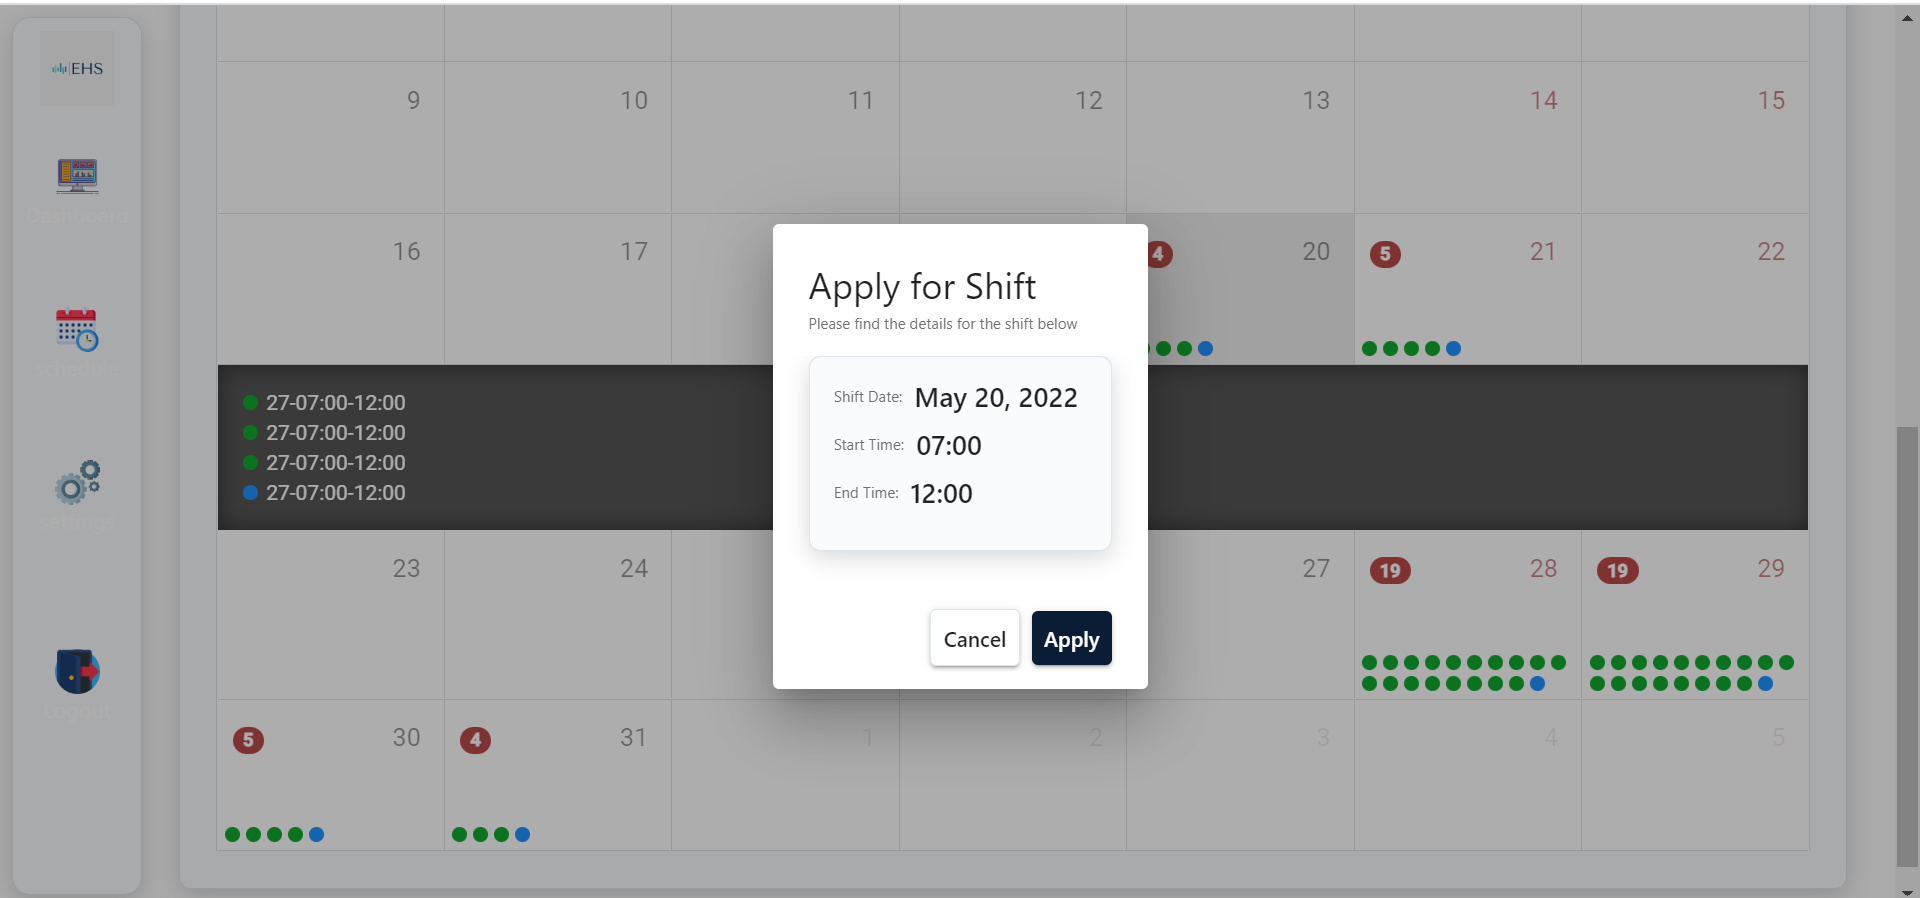 EHS
Dashboard
schedule
settings
Logout
9 10 11 12 13 14 15
16 17 4 20 5 21 22
27-07:00-12:00
27-07:00-12:00
27-07:00-12:00
27-07:00-12:00
23 24 27 19 28 19 29
5 30 4 31 1 2 3 4 5
Apply for Shift
Please find the details for the shift below
Shift Date: May 20, 2022
Start Time: 07:00
End Time: 12:00
Cancel Apply